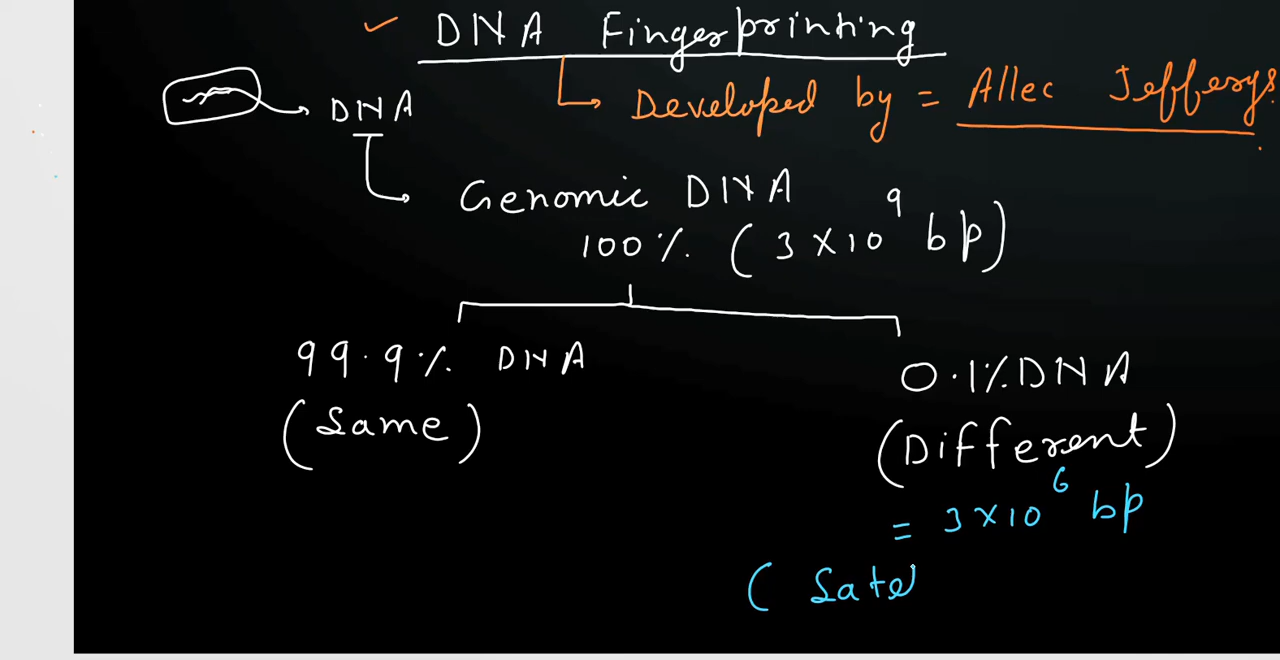 DNA Fingerprinting
Developed by = Allec Jefferys.
DNA
Genomic DNA
100% (3×10⁹ bp)
99.9% DNA
(Same)
0.1% DNA
(Different)
= 3×10⁶ bp
( Sate